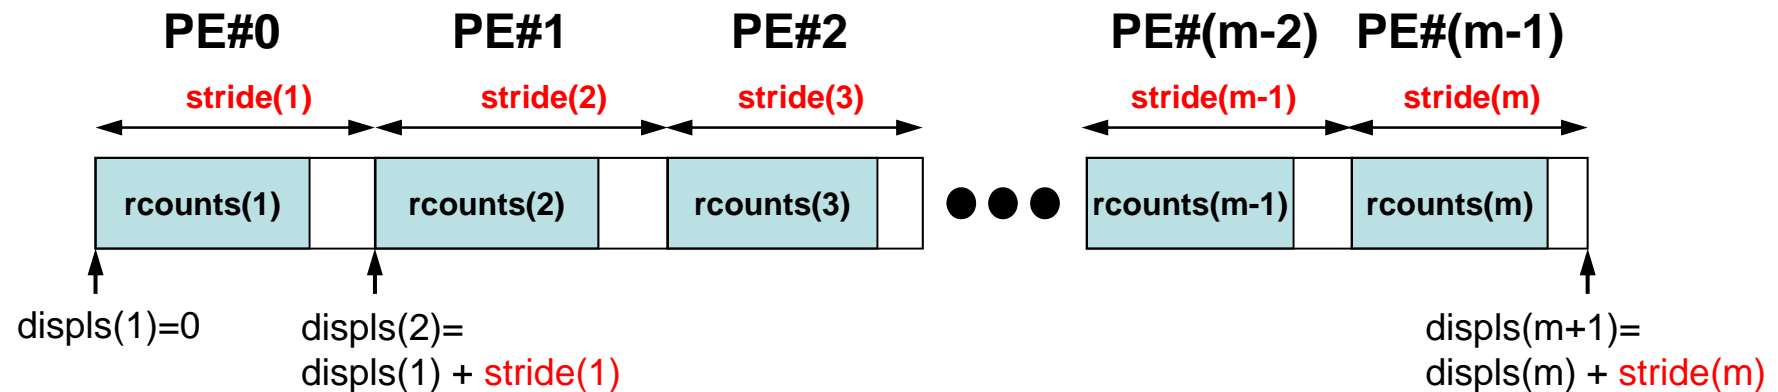 PE#0 PE#1 PE#2 PE#(m-2) PE#(m-1)
stride(1) stride(2) stride(3) stride(m-1) stride(m)
rcounts(1) rcounts(2) rcounts(3) rcounts(m-1) rcounts(m)
displs(1)=0 displs(2)= displs(m+1)=
displs(1) + stride(1) displs(m) + stride(m)